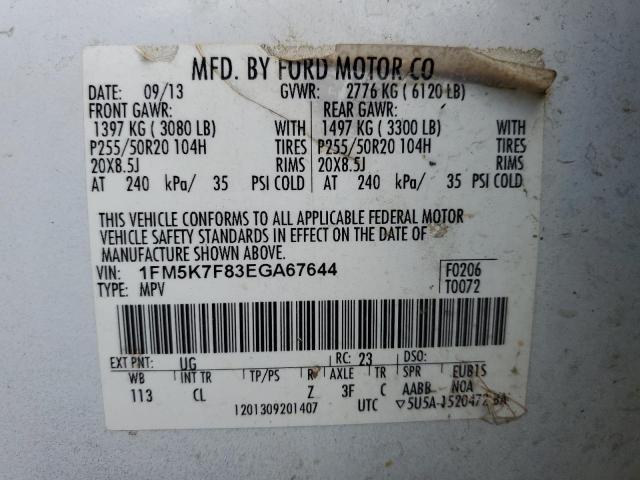 MFD. BY FORD MOTOR CO
DATE: 09/13 GVWR: 2776 KG ( 6120 LB)
FRONT GAWR: REAR GAWR:
1397 KG ( 3080 LB) WITH 1497 KG ( 3300 LB) WITH
P255/50R20 104H TIRES P255/50R20 104H TIRES
20X8.5J RIMS 20X8.5J RIMS
AT 240 kPa/ 35 PSI COLD AT 240 kPa/ 35 PSI COLD
THIS VEHICLE CONFORMS TO ALL APPLICABLE FEDERAL MOTOR
VEHICLE SAFETY STANDARDS IN EFFECT ON THE DATE OF
MANUFACTURE SHOWN ABOVE.
VIN: 1FM5K7F83EGA67644 F0206
TYPE: MPV T0072
EXT PNT: UG RC: 23 DSO:
WB INT TR TP/PS R AXLE TR SPR EUB1S
113 CL Z 3F C AABB N0A
1201309201407 UTC ▽5U5A-1520472-BA